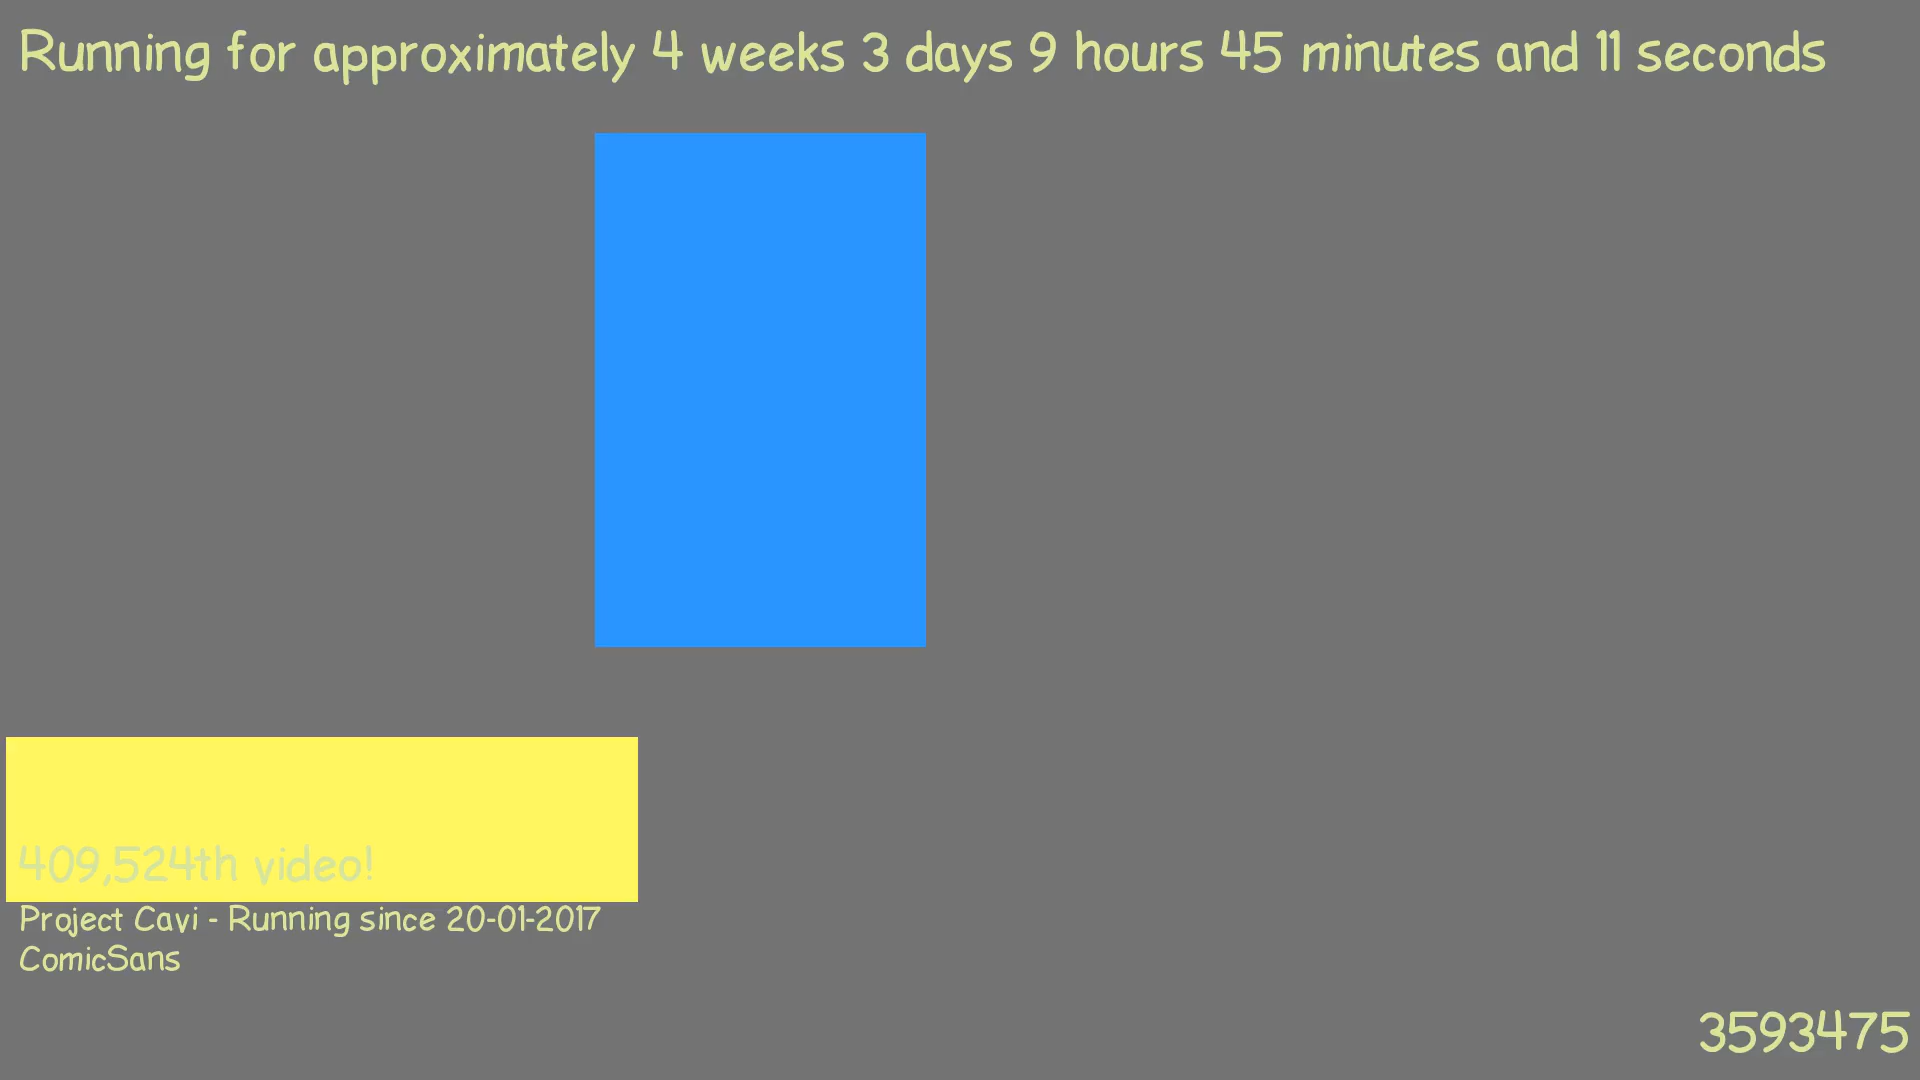 Running for approximately 4 weeks 3 days 9 hours 45 minutes and 11 seconds
409,524th video!
Project Cavi - Running since 20-01-2017
ComicSans
3593475